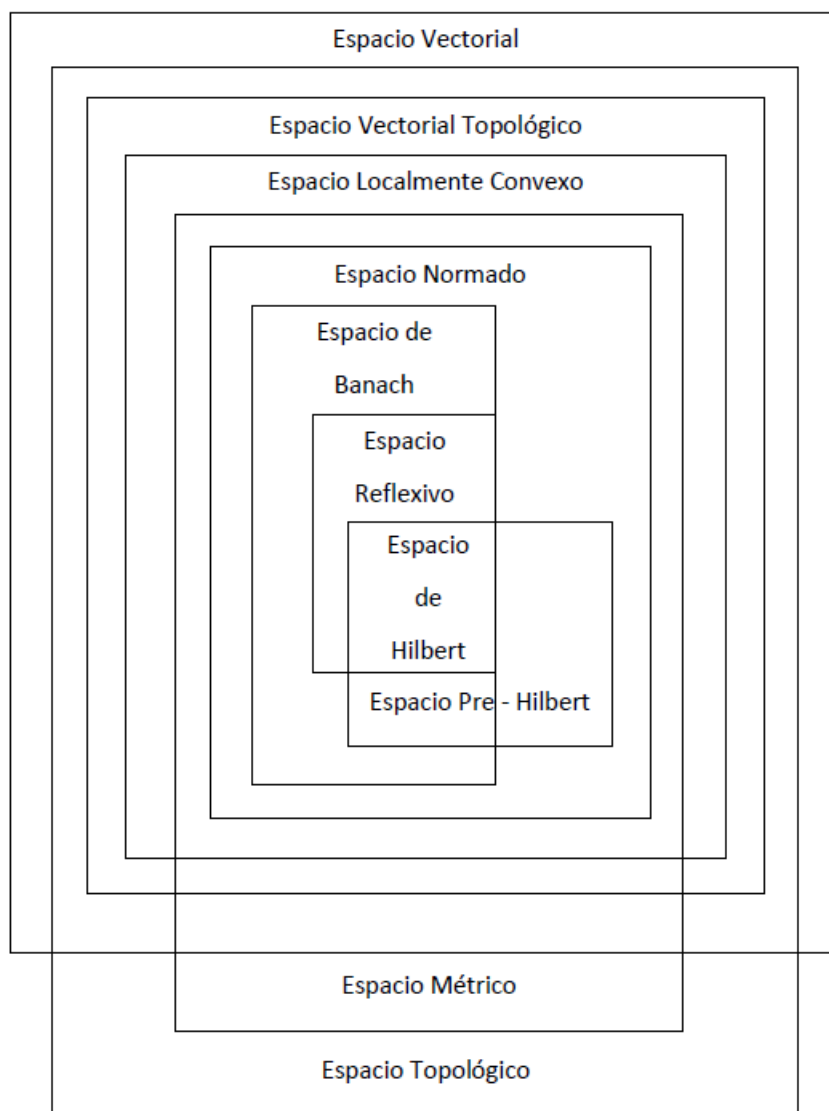 Espacio Vectorial
Espacio Vectorial Topológico
Espacio Localmente Convexo
Espacio Normado
Espacio de
Banach
Espacio
Reflexivo
Espacio
de
Hilbert
Espacio Pre - Hilbert
Espacio Métrico
Espacio Topológico